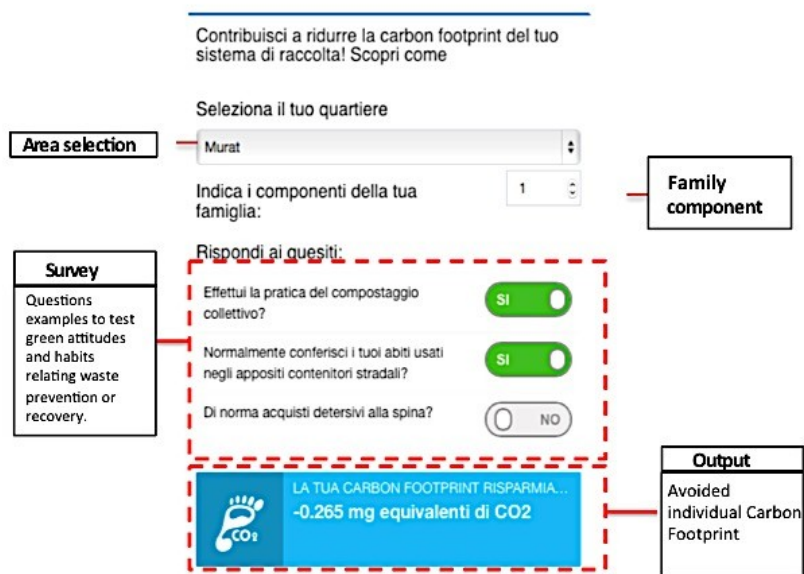 Contribuisci a ridurre la carbon footprint del tuo
sistema di raccolta! Scopri come
Seleziona il tuo quartiere
Area selection
Murat
Indica i componenti della tua
famiglia:
1
Family
component
Rispondi ai quesiti:
Survey
Questions
examples to test
green attitudes
and habits
relating waste
prevention or
recovery.
Effettui la pratica del compostaggio
collettivo?
SI
Normalmente conferisci i tuoi abiti usati
negli appositi contenitori stradali?
SI
Di norma acquisti detersivi alla spina?
NO
LA TUA CARBON FOOTPRINT RISPARMIA...
-0.265 mg equivalenti di CO2
CO2
Output
Avoided
individual Carbon
Footprint